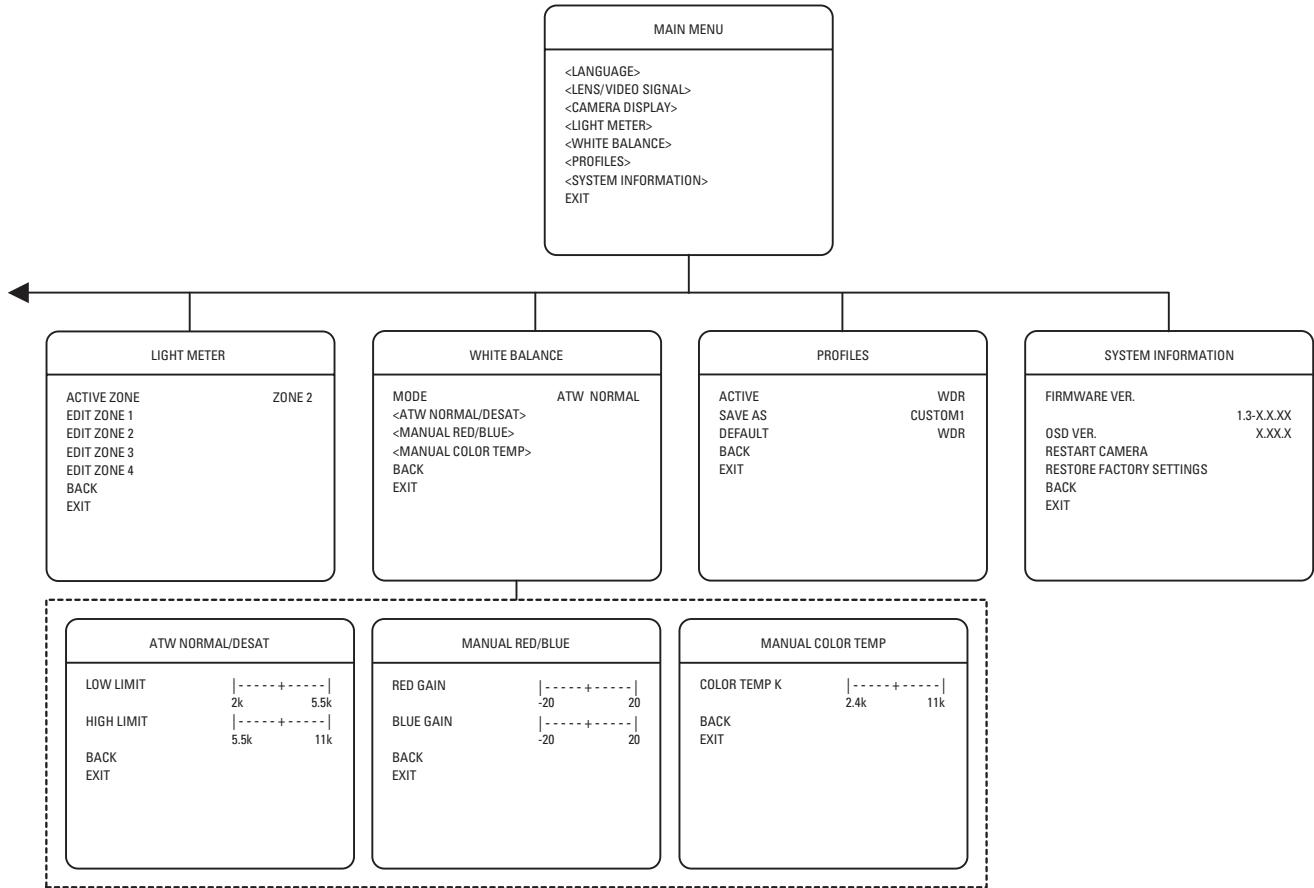 MAIN MENU
<LANGUAGE>
<LENS/VIDEO SIGNAL>
<CAMERA DISPLAY>
<LIGHT METER>
<WHITE BALANCE>
<PROFILES>
<SYSTEM INFORMATION>
EXIT
LIGHT METER
ACTIVE ZONE ZONE 2
EDIT ZONE 1
EDIT ZONE 2
EDIT ZONE 3
EDIT ZONE 4
BACK
EXIT
WHITE BALANCE
MODE ATW NORMAL
<ATW NORMAL/DESAT>
<MANUAL RED/BLUE>
<MANUAL COLOR TEMP>
BACK
EXIT
PROFILES
ACTIVE WDR
SAVE AS CUSTOM1
DEFAULT WDR
BACK
EXIT
SYSTEM INFORMATION
FIRMWARE VER.
1.3-X.X.XX
OSD VER. X.XX.X
RESTART CAMERA
RESTORE FACTORY SETTINGS
BACK
EXIT
ATW NORMAL/DESAT
LOW LIMIT |-----+-----|
2k 5.5k
HIGH LIMIT |-----+-----|
5.5k 11k
BACK
EXIT
MANUAL RED/BLUE
RED GAIN |-----+-----|
-20 20
BLUE GAIN |-----+-----|
-20 20
BACK
EXIT
MANUAL COLOR TEMP
COLOR TEMP K |-----+-----|
2.4k 11k
BACK
EXIT